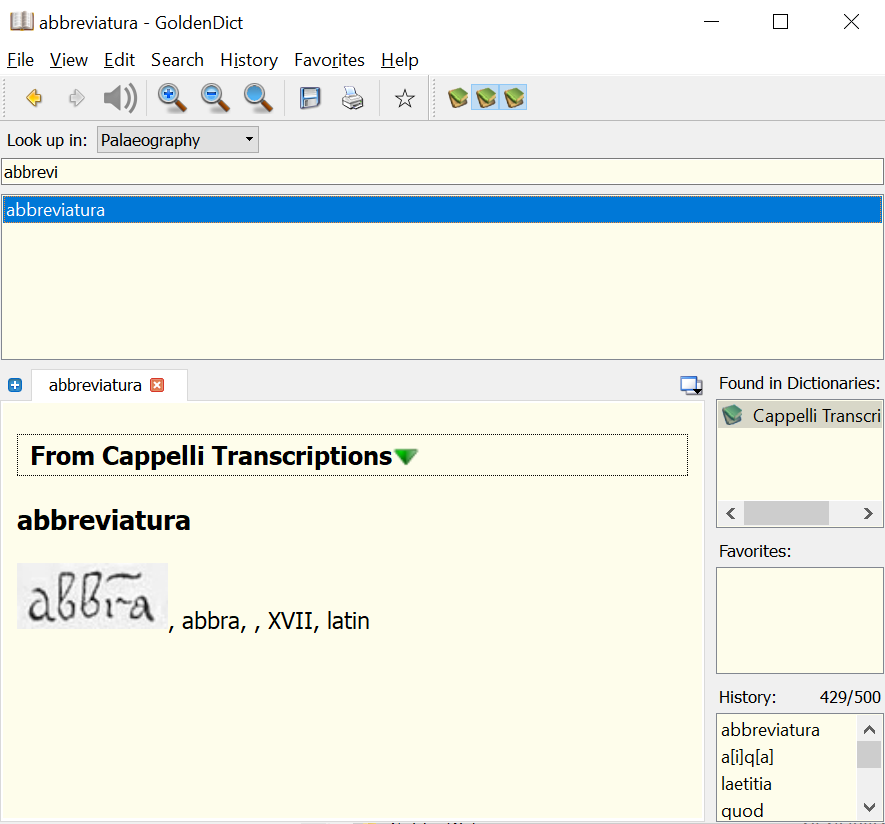 abbreviatura - GoldenDict
File View Edit Search History Favorites Help
Look up in: Palaeography
abbrevi
abbreviatura
abbreviatura
From Cappelli Transcriptions
abbreviatura
abbra, abbra, , XVII, latin
Found in Dictionaries:
Cappelli Transcri
Favorites:
History: 429/500
abbreviatura
a[i]q[a]
laetitia
quod